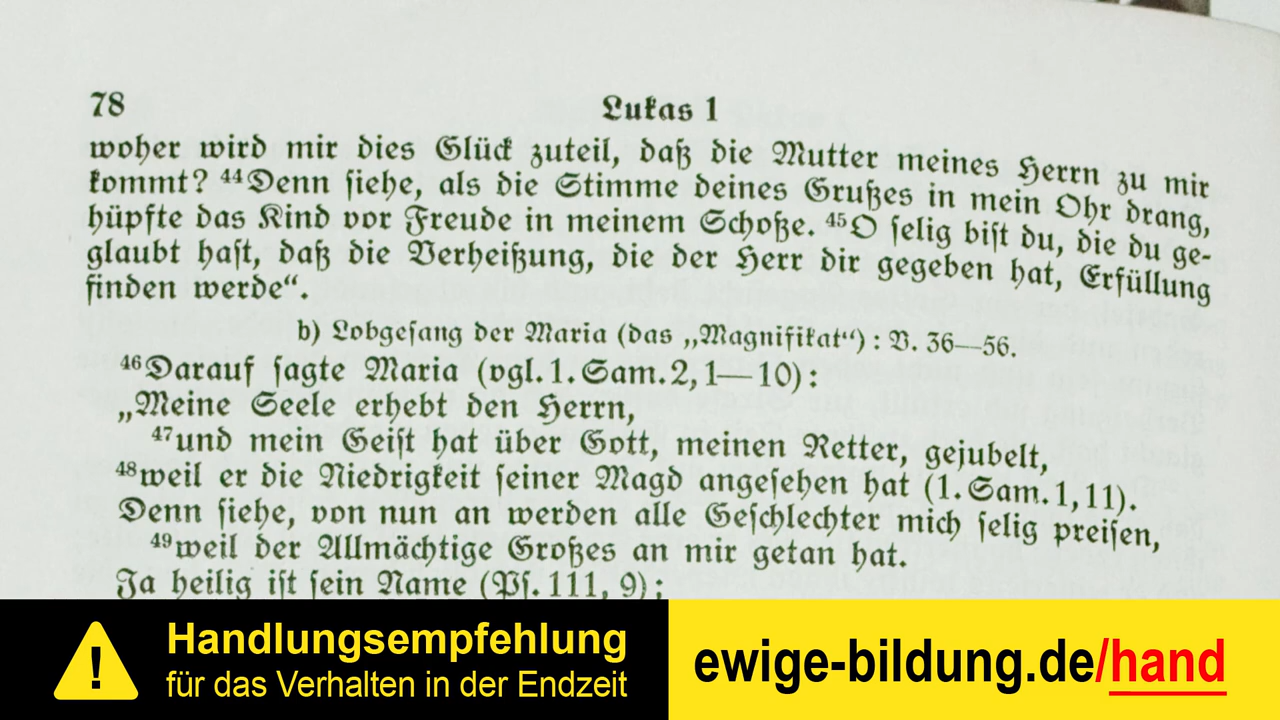 78
Lukas 1
woher wird mir dies Glück zuteil, daß die Mutter meines Herrn zu mir
kommt? ⁴⁴Denn siehe, als die Stimme deines Grußes in mein Ohr drang,
hüpfte das Kind vor Freude in meinem Schoße. ⁴⁵O selig bist du, die du ge-
glaubt hast, daß die Verheißung, die der Herr dir gegeben hat, Erfüllung
finden werde“.
b) Lobgesang der Maria (das „Magnifikat“): V. 36—56.
⁴⁶Darauf sagte Maria (vgl. 1. Sam. 2, 1—10):
„Meine Seele erhebt den Herrn,
⁴⁷und mein Geist hat über Gott, meinen Retter, gejubelt,
⁴⁸weil er die Niedrigkeit seiner Magd angesehen hat (1. Sam. 1, 11).
Denn siehe, von nun an werden alle Geschlechter mich selig preisen,
⁴⁹weil der Allmächtige Großes an mir getan hat.
Ja heilig ist sein Name (Ps. 111, 9):
Handlungsempfehlung
für das Verhalten in der Endzeit
ewige-bildung.de/hand